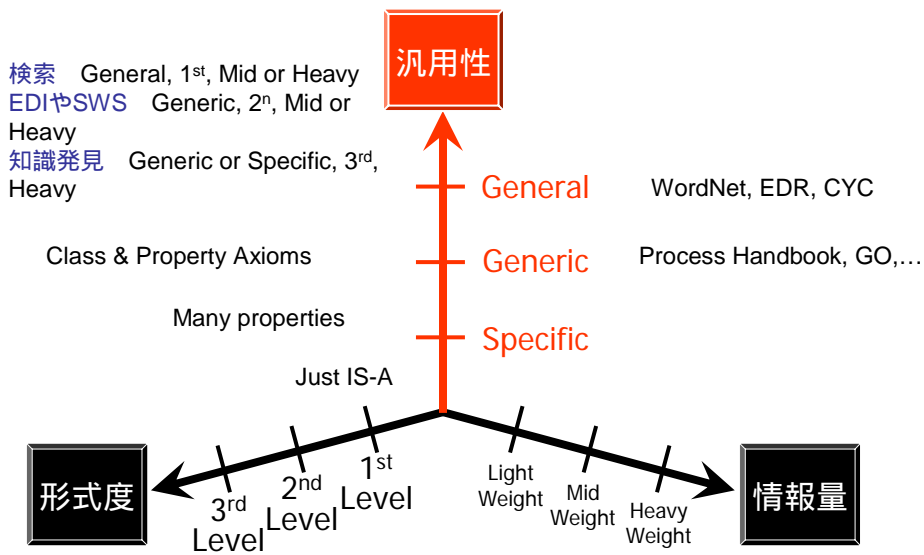 汎用性
検索 General, 1st, Mid or Heavy
EDIやSWS Generic, 2n, Mid or
Heavy
知識発見 Generic or Specific, 3rd,
Heavy
General
WordNet, EDR, CYC
Class & Property Axioms
Generic
Process Handbook, GO,…
Many properties
Specific
Just IS-A
形式度
3rd
Level
2nd
Level
1st
Level
Light
Weight
Mid
Weight
Heavy
Weight
情報量